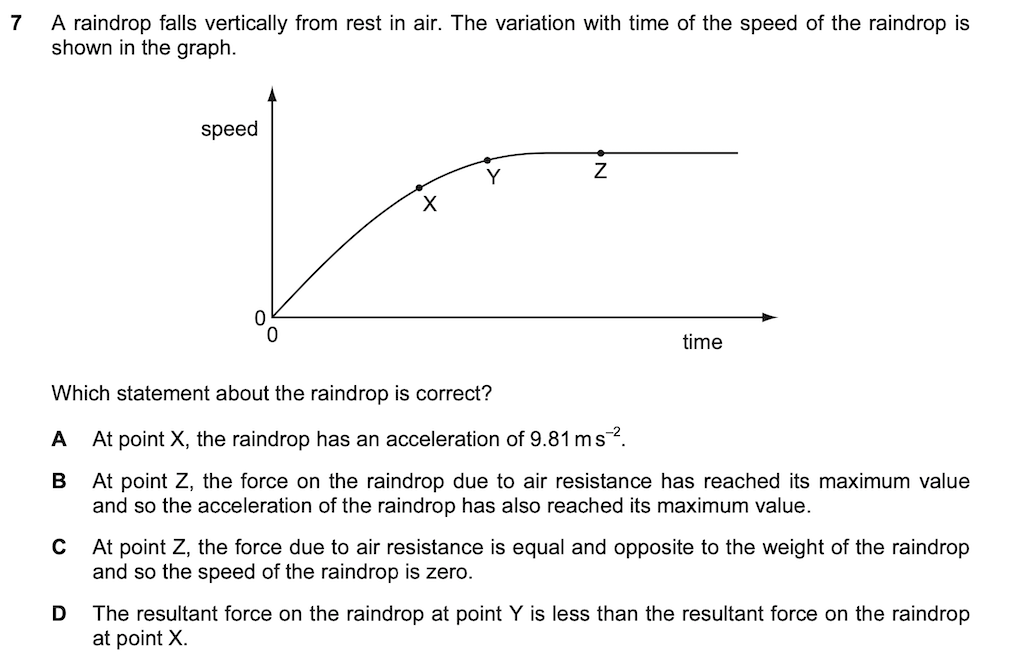 7 A raindrop falls vertically from rest in air. The variation with time of the speed of the raindrop is
shown in the graph.
speed
X
Y
Z
0
0
time
Which statement about the raindrop is correct?
A At point X, the raindrop has an acceleration of 9.81 m s⁻².
B At point Z, the force on the raindrop due to air resistance has reached its maximum value
and so the acceleration of the raindrop has also reached its maximum value.
C At point Z, the force due to air resistance is equal and opposite to the weight of the raindrop
and so the speed of the raindrop is zero.
D The resultant force on the raindrop at point Y is less than the resultant force on the raindrop
at point X.